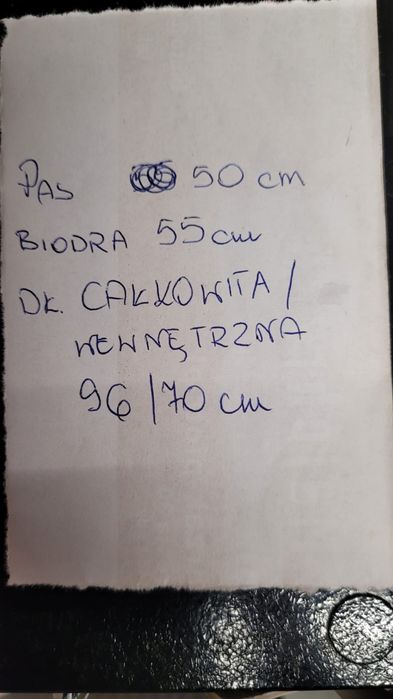 PAS 50 cm
BIODRA 55 cm
DŁ. CAŁKOWITA /
WEWNĘTRZNA
96/70 cm